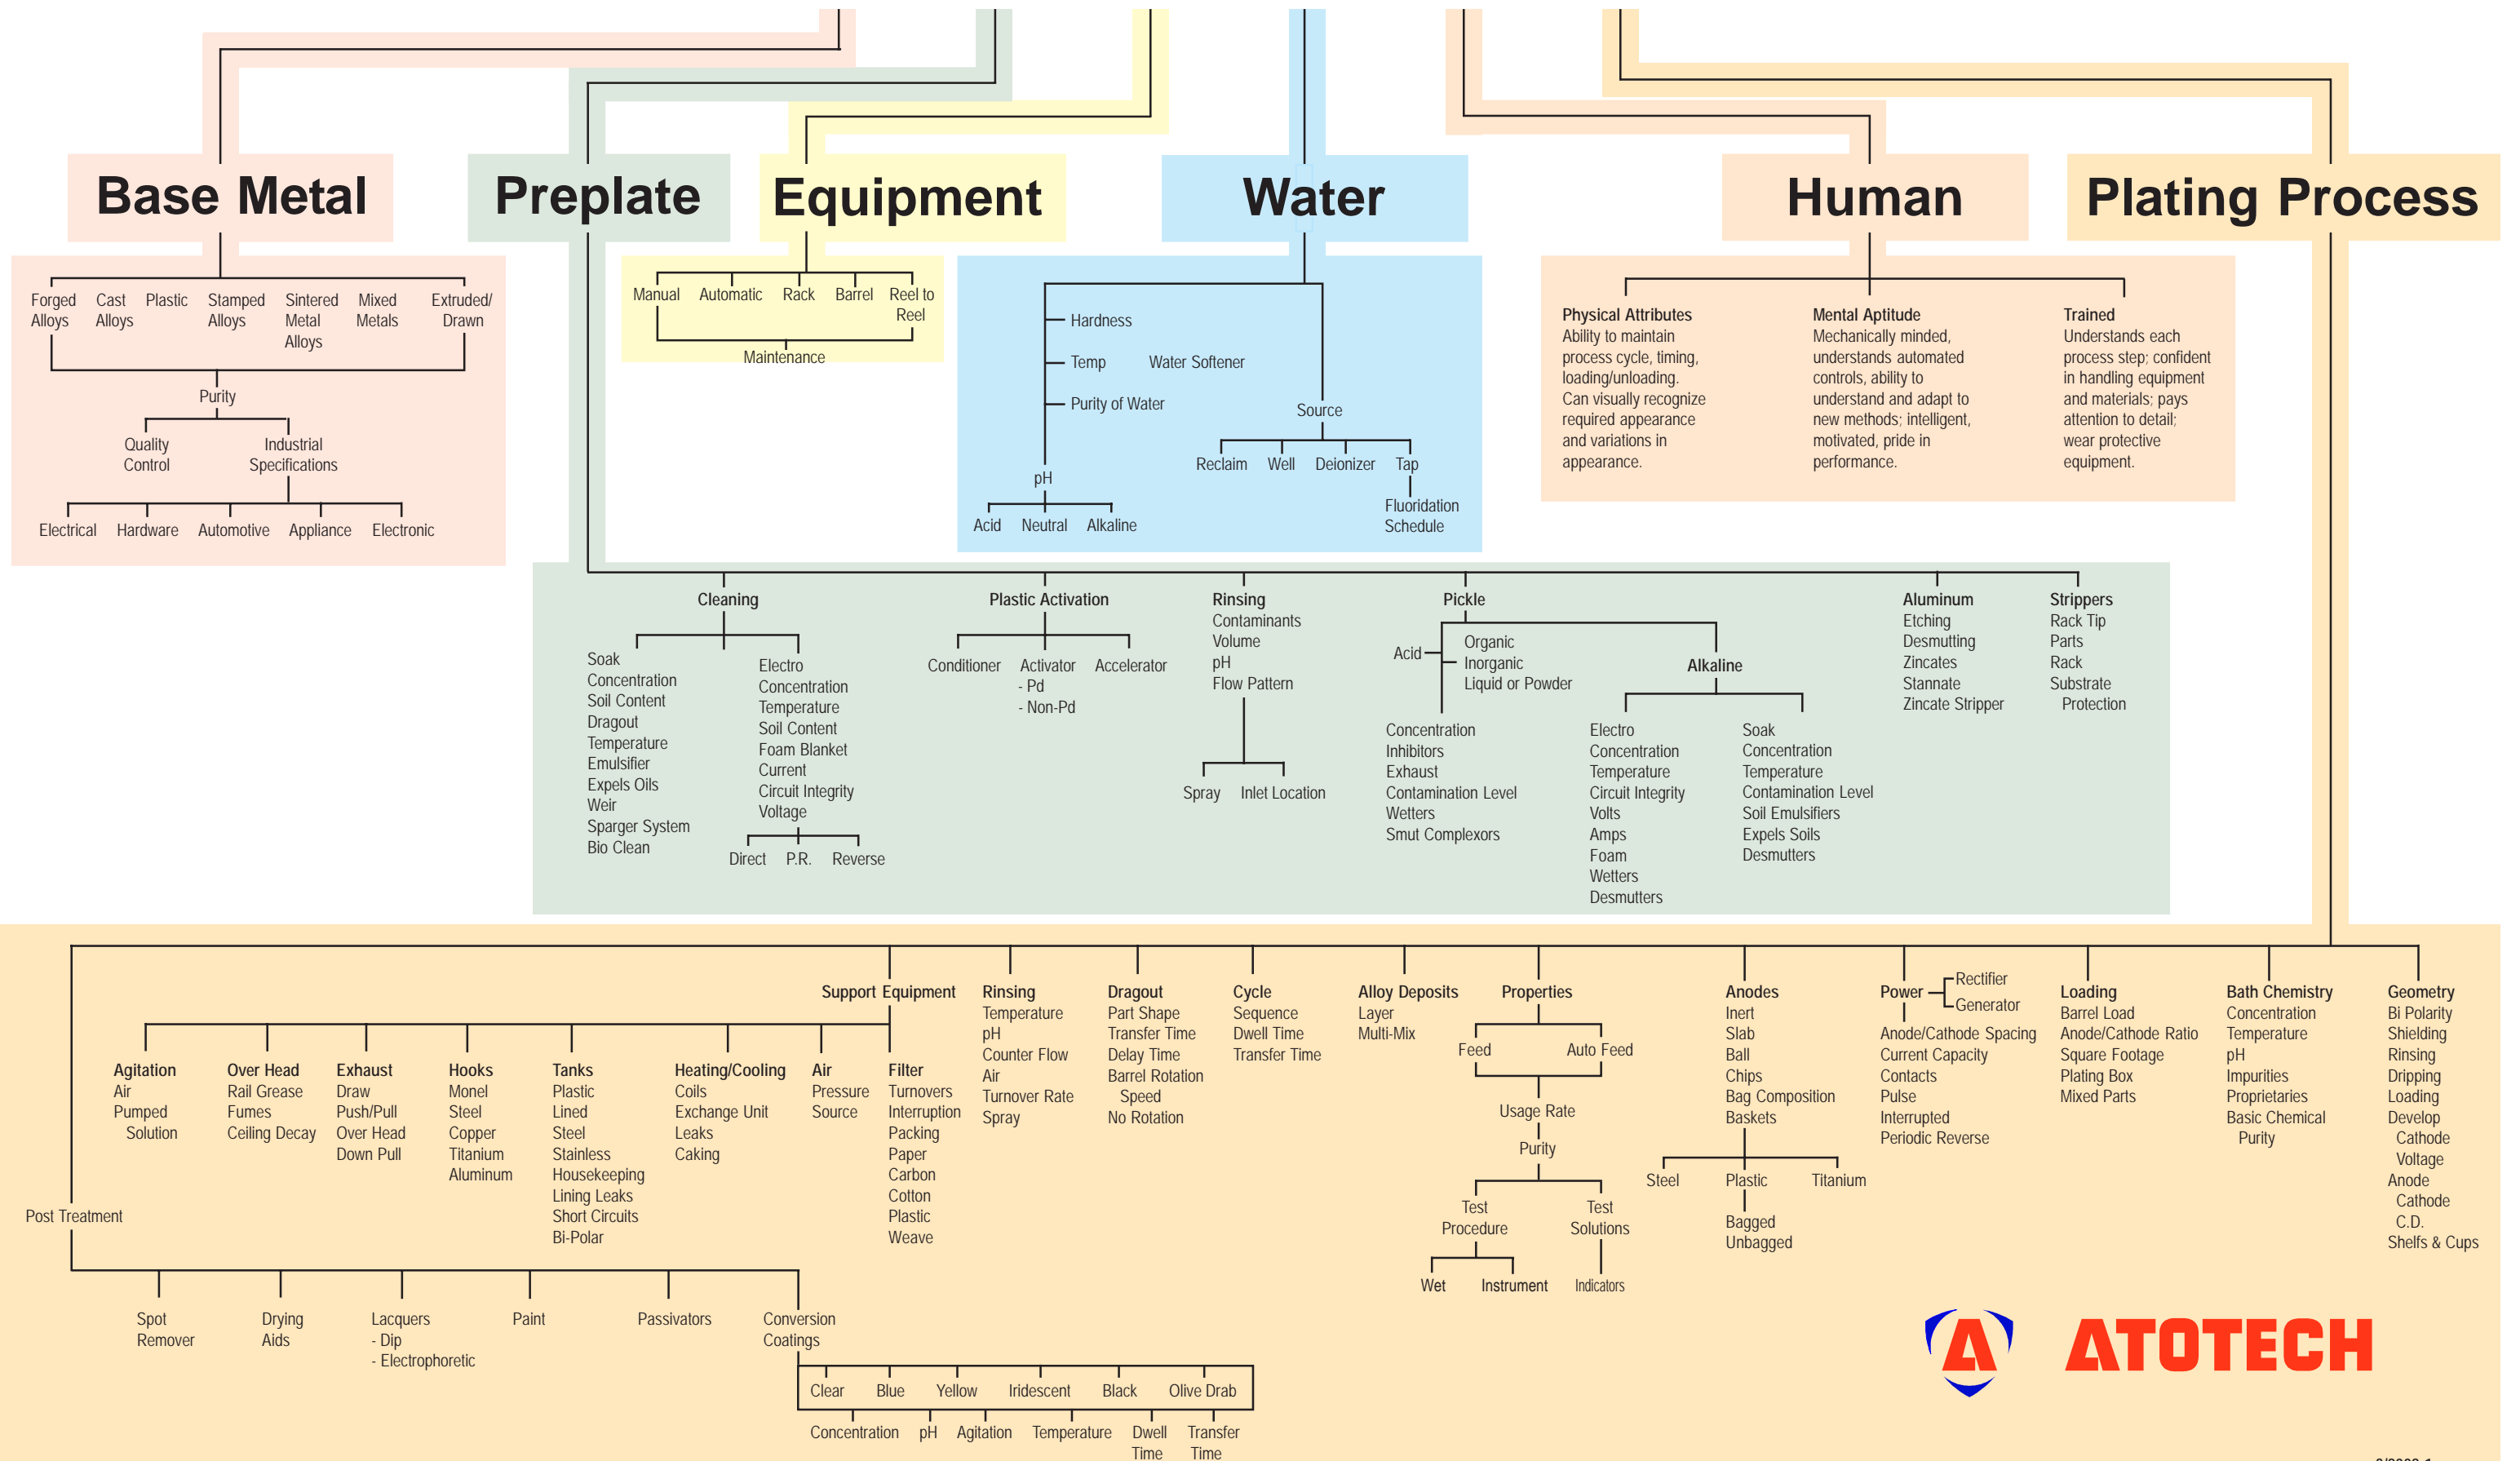 Base Metal
Preplate
Equipment
Water
Human
Plating Process
Forged
Alloys
Cast
Alloys
Plastic
Stamped
Alloys
Sintered
Metal
Alloys
Mixed
Metals
Extruded/
Drawn
Purity
Quality
Control
Industrial
Specifications
Electrical
Hardware
Automotive
Appliance
Electronic
Manual
Automatic
Rack
Barrel
Reel to
Reel
Maintenance
Hardness
Temp
Water Softener
Purity of Water
pH
Acid
Neutral
Alkaline
Source
Reclaim
Well
Deionizer
Tap
Fluoridation
Schedule
Physical Attributes
Ability to maintain
process cycle, timing,
loading/unloading.
Can visually recognize
required appearance
and variations in
appearance.
Mental Aptitude
Mechanically minded,
understands automated
controls, ability to
understand and adapt to
new methods; intelligent,
motivated, pride in
performance.
Trained
Understands each
process step; confident
in handling equipment
and materials; pays
attention to detail;
wear protective
equipment.
Cleaning
Soak
Concentration
Soil Content
Dragout
Temperature
Emulsifier
Expels Oils
Weir
Sparger System
Bio Clean
Electro
Concentration
Temperature
Soil Content
Foam Blanket
Current
Circuit Integrity
Voltage
Direct
P.R.
Reverse
Plastic Activation
Conditioner
Activator
- Pd
- Non-Pd
Accelerator
Rinsing
Contaminants
Volume
pH
Flow Pattern
Spray
Inlet Location
Pickle
Acid
Organic
Inorganic
Liquid or Powder
Concentration
Inhibitors
Exhaust
Contamination Level
Wetters
Smut Complexors
Alkaline
Electro
Concentration
Temperature
Circuit Integrity
Volts
Amps
Foam
Wetters
Desmutters
Soak
Concentration
Temperature
Contamination Level
Soil Emulsifiers
Expels Soils
Desmutters
Aluminum
Etching
Desmutting
Zincates
Stannate
Zincate Stripper
Strippers
Rack Tip
Parts
Rack
Substrate
Protection
Support Equipment
Agitation
Air
Pumped
Solution
Over Head
Rail Grease
Fumes
Ceiling Decay
Exhaust
Draw
Push/Pull
Over Head
Down Pull
Hooks
Monel
Steel
Copper
Titanium
Aluminum
Tanks
Plastic
Lined
Steel
Stainless
Housekeeping
Lining Leaks
Short Circuits
Bi-Polar
Heating/Cooling
Coils
Exchange Unit
Leaks
Caking
Air
Pressure
Source
Filter
Turnovers
Interruption
Packing
Paper
Carbon
Cotton
Plastic
Weave
Rinsing
Temperature
pH
Counter Flow
Air
Turnover Rate
Spray
Dragout
Part Shape
Transfer Time
Delay Time
Barrel Rotation
Speed
No Rotation
Cycle
Sequence
Dwell Time
Transfer Time
Alloy Deposits
Layer
Multi-Mix
Properties
Feed
Auto Feed
Usage Rate
Purity
Test
Procedure
Test
Solutions
Wet
Instrument
Indicators
Anodes
Inert
Slab
Ball
Chips
Bag Composition
Baskets
Steel
Plastic
Titanium
Bagged
Unbagged
Power
Rectifier
Generator
Anode/Cathode Spacing
Current Capacity
Contacts
Pulse
Interrupted
Periodic Reverse
Loading
Barrel Load
Anode/Cathode Ratio
Square Footage
Plating Box
Mixed Parts
Bath Chemistry
Concentration
Temperature
pH
Impurities
Proprietaries
Basic Chemical
Purity
Geometry
Bi Polarity
Shielding
Rinsing
Dripping
Loading
Develop
Cathode
Voltage
Anode
Cathode
C.D.
Shelfs & Cups
Post Treatment
Spot
Remover
Drying
Aids
Lacquers
- Dip
- Electrophoretic
Paint
Passivators
Conversion
Coatings
Clear
Blue
Yellow
Iridescent
Black
Olive Drab
Concentration
pH
Agitation
Temperature
Dwell
Time
Transfer
Time
ATOTECH